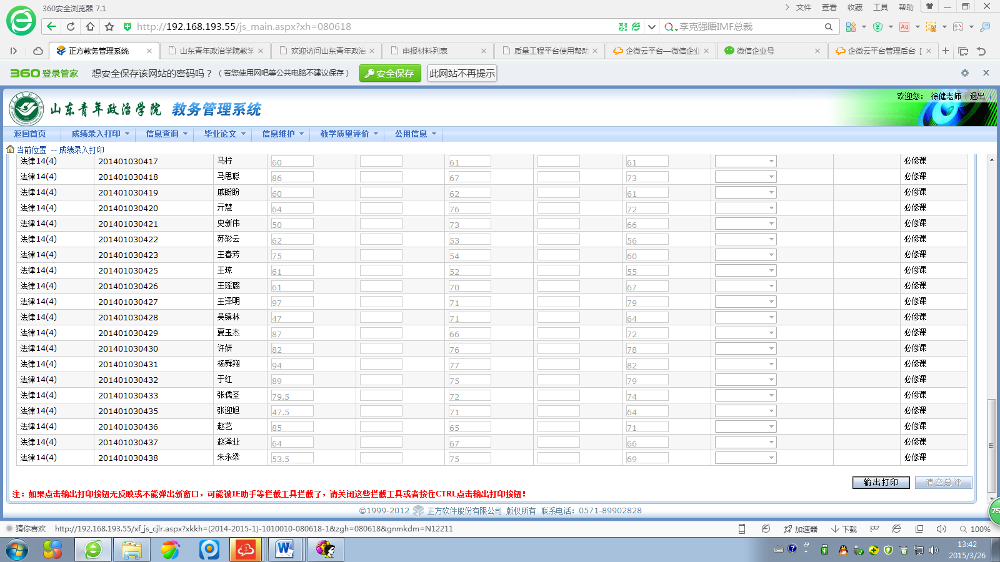 360安全浏览器 7.1
文件 查看 收藏 工具 帮助
http://192.168.193.55/js_main.aspx?xh=080618
李克强晤IMF总裁
正方教务管理系统
山东青年政治学院教学
欢迎访问山东青年政治
申报材料列表
质量工程平台使用帮助
企微云平台—微信企业
微信企业号
企微云平台管理后台
360登录管家 想安全保存该网站的密码吗？（若您使用网吧等公共电脑不建议保存） 安全保存 此网站不再提示
山东青年政治学院 教务管理系统
欢迎您： 徐健老师 退出
返回首页 成绩录入打印 信息查询 毕业论文 信息维护 教学质量评价 公用信息
当前位置 -- 成绩录入打印
法律14(4) 201401030417 马柠 60 61 61 必修课
法律14(4) 201401030418 马思聪 86 67 73 必修课
法律14(4) 201401030419 戚盼盼 60 62 61 必修课
法律14(4) 201401030420 亓慧 64 76 72 必修课
法律14(4) 201401030421 史新伟 50 73 66 必修课
法律14(4) 201401030422 苏彩云 62 53 56 必修课
法律14(4) 201401030423 王春芳 75 54 60 必修课
法律14(4) 201401030425 王琼 61 52 55 必修课
法律14(4) 201401030426 王瑶璐 61 70 67 必修课
法律14(4) 201401030427 王泽明 97 71 79 必修课
法律14(4) 201401030428 吴镇林 47 71 64 必修课
法律14(4) 201401030429 夏玉杰 87 66 72 必修课
法律14(4) 201401030430 许妍 82 76 78 必修课
法律14(4) 201401030431 杨舜翔 94 77 82 必修课
法律14(4) 201401030432 于红 89 75 79 必修课
法律14(4) 201401030433 张儒圣 79.5 72 74 必修课
法律14(4) 201401030435 张迎旭 47.5 71 64 必修课
法律14(4) 201401030436 赵艺 85 65 71 必修课
法律14(4) 201401030437 赵泽业 64 67 66 必修课
法律14(4) 201401030438 朱永梁 53.5 75 69 必修课
输出打印 清空总评
注：如果点击输出打印按钮无反映或不能弹出新窗口，可能被IE助手等拦截工具拦截了，请关闭这些拦截工具或者按住CTRL点击输出打印按钮！
©1999-2012 正方软件股份有限公司 版权所有 联系电话：0571-89902828
75
猜你喜欢 http://192.168.193.55/xf_js_cjlr.aspx?xkkh=(2014-2015-1)-1010010-080618-1&zgh=080618&gnmkdm=N12211
加速器 下载 100%
13:42
2015/3/26